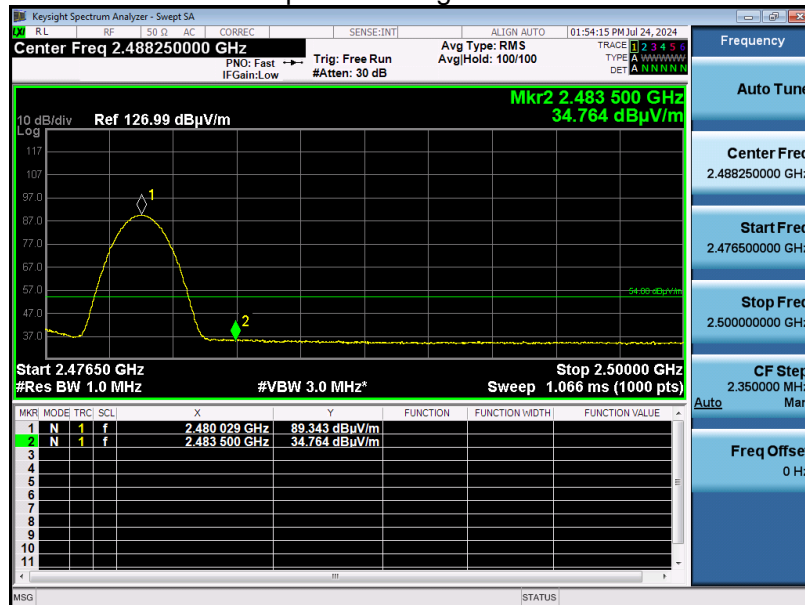 Keysight Spectrum Analyzer - Swept SA
LXI RL RF 50 Ω AC CORREC SENSE:INT ALIGN AUTO 01:54:15 PM Jul 24, 2024
Center Freq 2.488250000 GHz
PNO: Fast
IFGain:Low
Trig: Free Run
#Atten: 30 dB
Avg Type: RMS
Avg|Hold: 100/100
TRACE 1 2 3 4 5 6
TYPE A WWWWW
DET A N N N N N
Mkr2 2.483 500 GHz
34.764 dBµV/m
10 dB/div Ref 126.99 dBµV/m
Log
117
107
97.0
87.0
77.0
67.0
57.0
47.0
37.0
1
2
54.00 dBµV/m
Start 2.47650 GHz Stop 2.50000 GHz
#Res BW 1.0 MHz #VBW 3.0 MHz* Sweep 1.066 ms (1000 pts)
MKR MODE TRC SCL X Y FUNCTION FUNCTION WIDTH FUNCTION VALUE
1 N 1 f 2.480 029 GHz 89.343 dBµV/m
2 N 1 f 2.483 500 GHz 34.764 dBµV/m
3
4
5
6
7
8
9
10
11
MSG STATUS
Frequency
Auto Tune
Center Freq
2.488250000 GHz
Start Freq
2.476500000 GHz
Stop Freq
2.500000000 GHz
CF Step
2.350000 MHz
Auto Man
Freq Offset
0 Hz